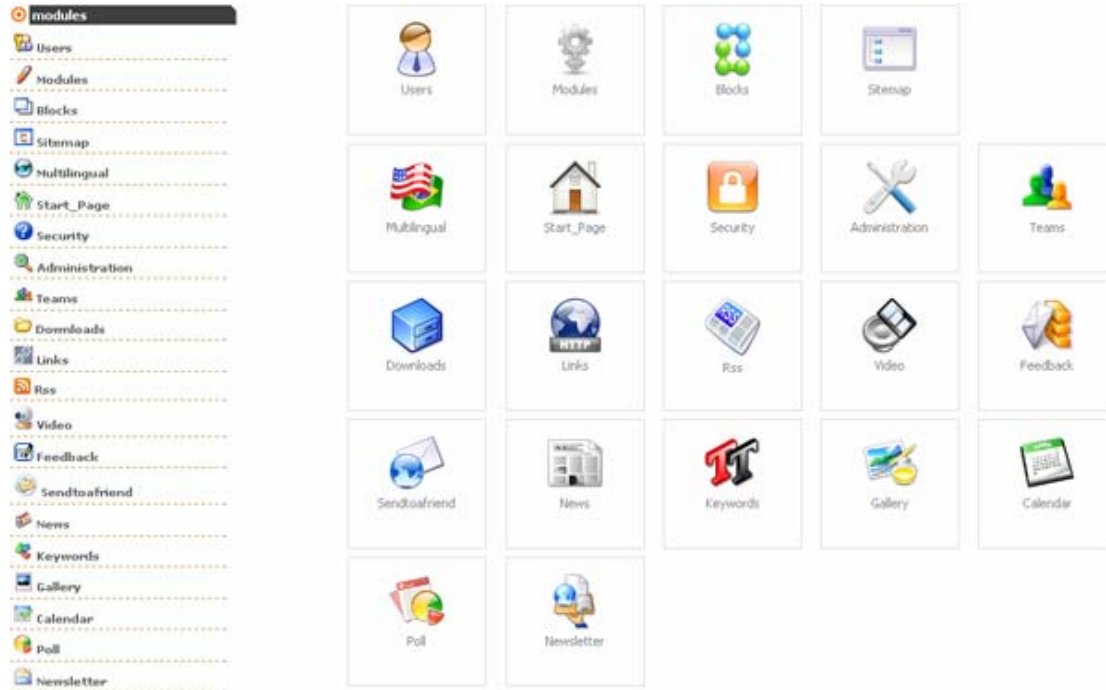 modules
Users
Modules
Blocks
Sitemap
Multilingual
Start_Page
Security
Administration
Teams
Downloads
Links
Rss
Video
Feedback
Sendtoafriend
News
Keywords
Gallery
Calendar
Poll
Newsletter
Users Modules Blocks Sitemap
Multilingual Start_Page Security Administration Teams
HTTP RSS
Downloads Links Rss Video Feedback
TT
Sendtoafriend News Keywords Gallery Calendar
Poll Newsletter